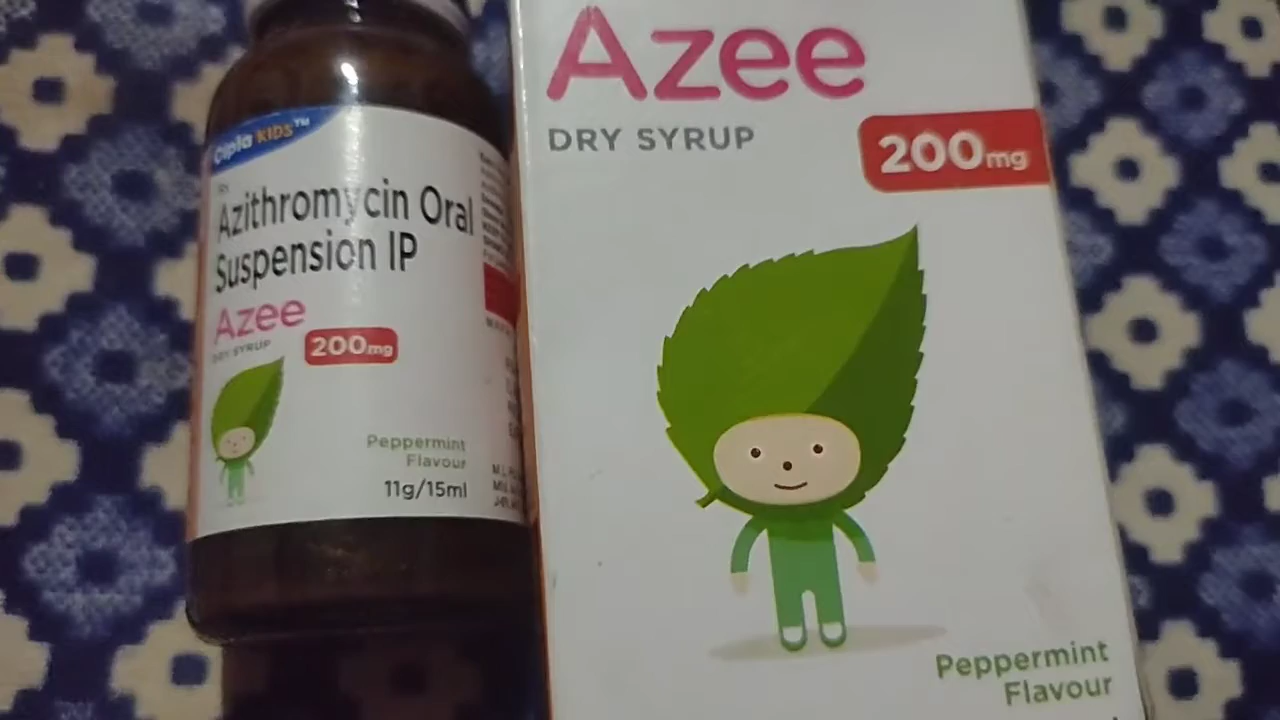 Cipla KIDS™
Azithromycin Oral
Suspension IP
Azee
DRY SYRUP
200mg
Peppermint
Flavour
11g/15ml
Azee
DRY SYRUP
200mg
Peppermint
Flavour